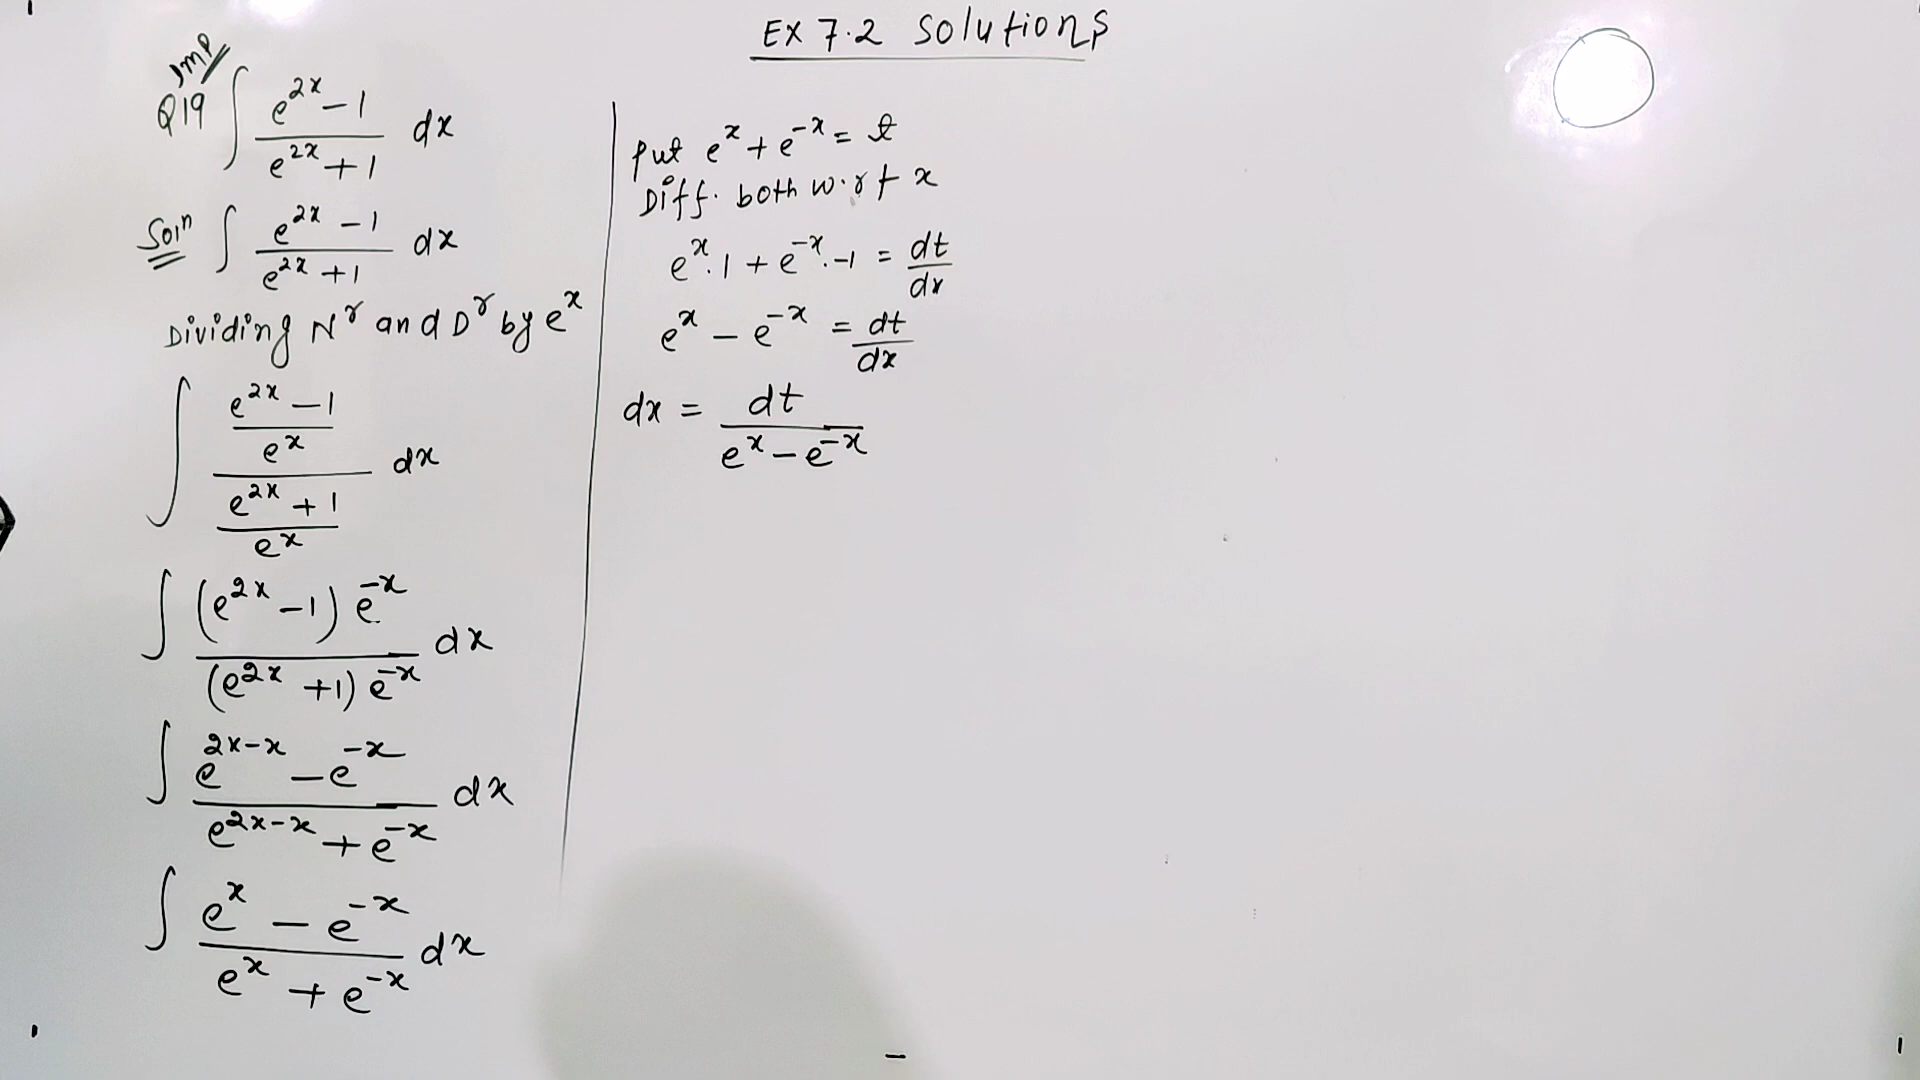 Ex 7.2 Solutions
Imp
Q19 ∫ (e^{2x} - 1)/(e^{2x} + 1) dx
Soln ∫ (e^{2x} - 1)/(e^{2x} + 1) dx
Dividing N^r and D^r by e^x
∫ ((e^{2x} - 1)/e^x)/((e^{2x} + 1)/e^x) dx
∫ ((e^{2x} - 1) e^{-x})/((e^{2x} + 1) e^{-x}) dx
∫ (e^{2x-x} - e^{-x})/(e^{2x-x} + e^{-x}) dx
∫ (e^x - e^{-x})/(e^x + e^{-x}) dx
Put e^x + e^{-x} = t
Diff. both w.r.t x
e^x.1 + e^{-x}.-1 = dt/dx
e^x - e^{-x} = dt/dx
dx = dt/(e^x - e^{-x})